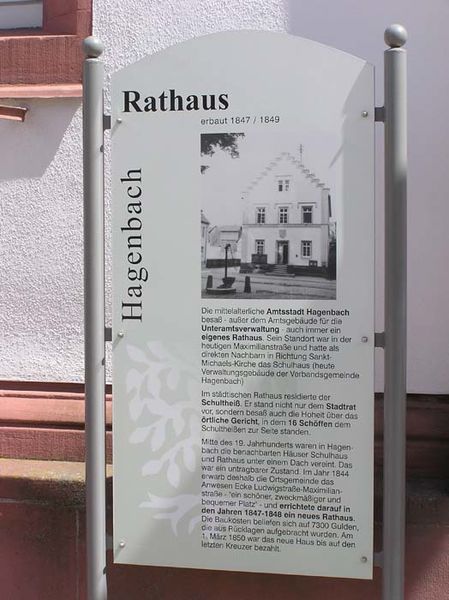 Rathaus
erbaut 1847 / 1849
Hagenbach
Die mittelalterliche Amtsstadt Hagenbach
besaß - außer dem Amtsgebäude für die
Unteramtsverwaltung - auch immer ein
eigenes Rathaus. Sein Standort war in der
heutigen Maximilianstraße und hatte als
direkten Nachbarn in Richtung Sankt-
Michaels-Kirche das Schulhaus (heute
Verwaltungsgebäude der Verbandsgemeinde
Hagenbach)
Im städtischen Rathaus residierte der
Schultheiß. Er stand nicht nur dem Stadtrat
vor, sondern besaß auch die Hoheit über das
örtliche Gericht, in dem 16 Schöffen dem
Schultheißen zur Seite standen.
Mitte des 19. Jahrhunderts waren in Hagen-
bach die benachbarten Häuser Schulhaus
und Rathaus unter einem Dach vereint. Das
war ein untragbarer Zustand. Im Jahr 1844
erwarb deshalb die Ortsgemeinde das
Anwesen Ecke Ludwigstraße-Maximilian-
straße - "ein schöner, zweckmäßiger und
bequemer Platz" - und errichtete darauf in
den Jahren 1847-1848 ein neues Rathaus.
Die Baukosten beliefen sich auf 7300 Gulden,
die aus Rücklagen aufgebracht wurden. Am
1. März 1850 war das neue Haus bis auf den
letzten Kreuzer bezahlt.